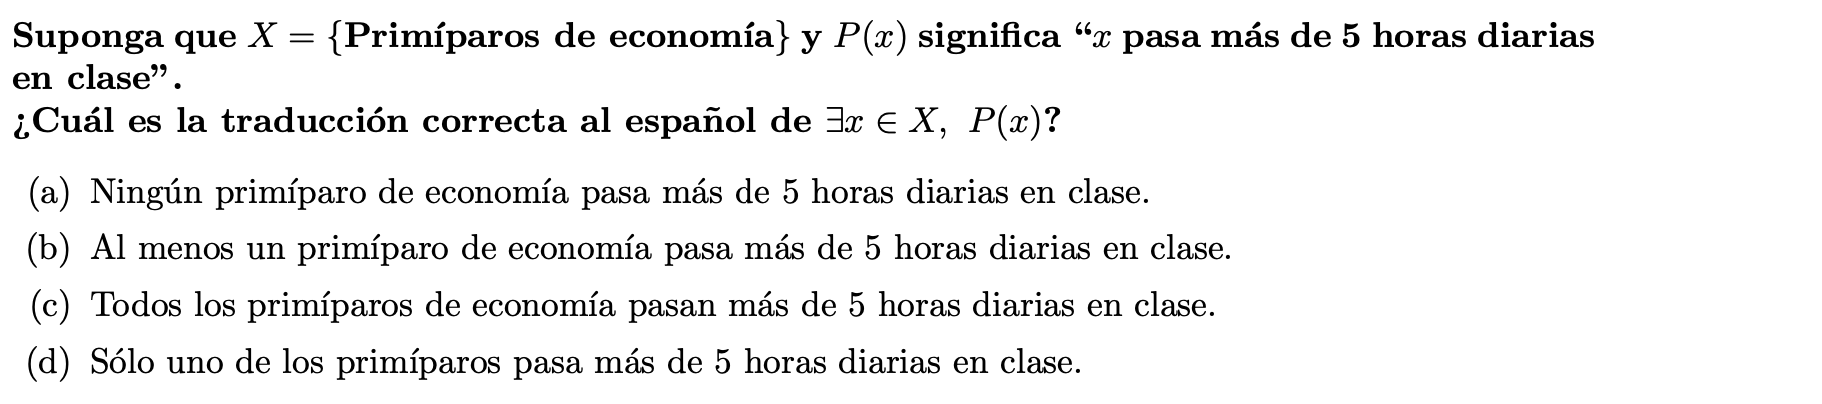 Suponga que X = {Primíparos de economía} y P(x) significa “x pasa más de 5 horas diarias
en clase”.
¿Cuál es la traducción correcta al español de ∃x ∈ X, P(x)?
(a) Ningún primíparo de economía pasa más de 5 horas diarias en clase.
(b) Al menos un primíparo de economía pasa más de 5 horas diarias en clase.
(c) Todos los primíparos de economía pasan más de 5 horas diarias en clase.
(d) Sólo uno de los primíparos pasa más de 5 horas diarias en clase.